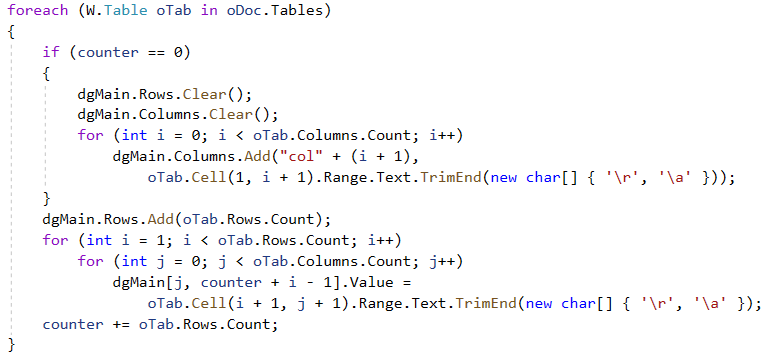 foreach (W.Table oTab in oDoc.Tables)
{
    if (counter == 0)
    {
        dgMain.Rows.Clear();
        dgMain.Columns.Clear();
        for (int i = 0; i < oTab.Columns.Count; i++)
            dgMain.Columns.Add("col" + (i + 1),
                oTab.Cell(1, i + 1).Range.Text.TrimEnd(new char[] { '\r', '\a' }));
    }
    dgMain.Rows.Add(oTab.Rows.Count);
    for (int i = 1; i < oTab.Rows.Count; i++)
        for (int j = 0; j < oTab.Columns.Count; j++)
            dgMain[j, counter + i - 1].Value =
                oTab.Cell(i + 1, j + 1).Range.Text.TrimEnd(new char[] { '\r', '\a' });
    counter += oTab.Rows.Count;
}